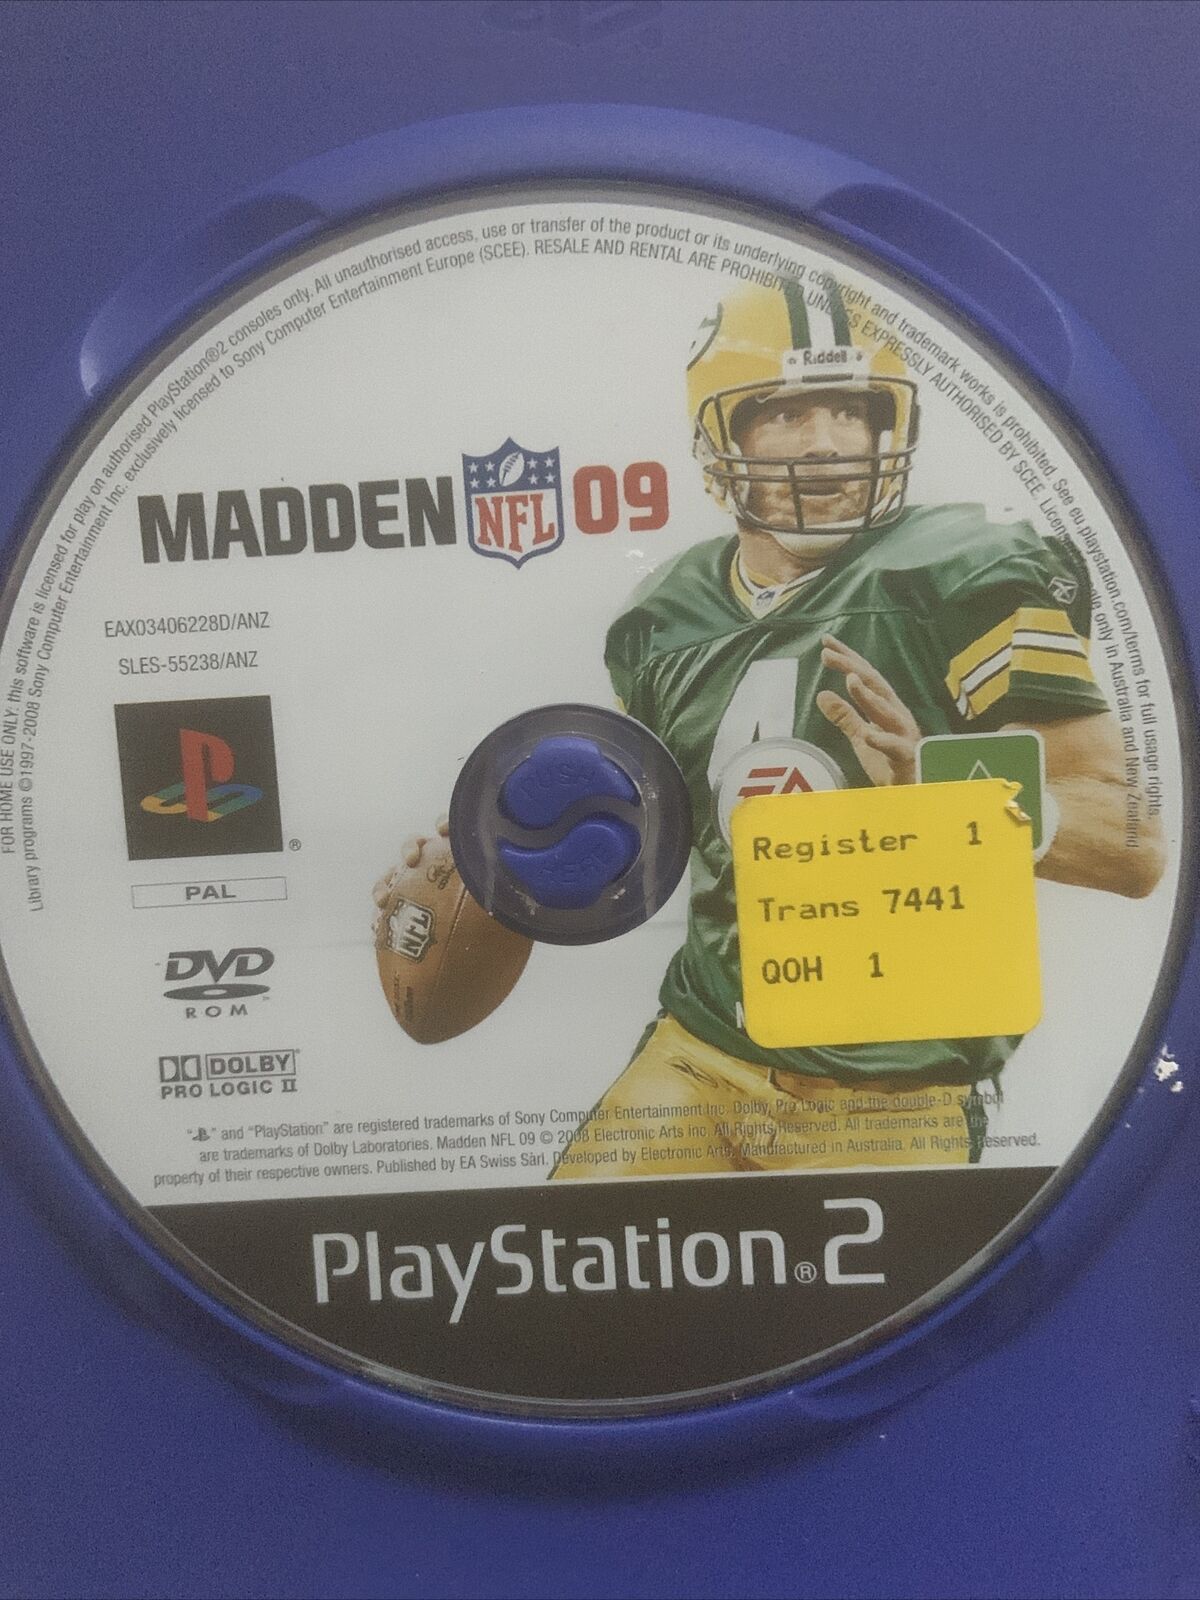 FOR HOME USE ONLY: this software is licensed for play on authorised PlayStation®2 consoles only. All unauthorised access, use or transfer of the product or its underlying copyright and trademark works is prohibited. See eu.playstation.com/terms for full usage rights.
Library programs ©1997-2008 Sony Computer Entertainment Inc. exclusively licensed to Sony Computer Entertainment Europe (SCEE). RESALE AND RENTAL ARE PROHIBITED UNLESS EXPRESSLY AUTHORISED BY SCEE. only in Australia and New Zealand
Riddell
MADDEN NFL 09
EAX03406228D/ANZ
SLES-55238/ANZ
4
EA
PUSH
®
PAL
NFL
Register 1
Trans 7441
QOH 1
DVD
ROM
DOLBY
PRO LOGIC II
" " and "PlayStation" are registered trademarks of Sony Computer Entertainment Inc. Dolby, Pro Logic and the double-D symbol
are trademarks of Dolby Laboratories. Madden NFL 09 © 2008 Electronic Arts Inc. All Rights Reserved. All trademarks are the
property of their respective owners. Published by EA Swiss Sàrl. Developed by Electronic Arts. Manufactured in Australia. All Rights Reserved.
PlayStation®2